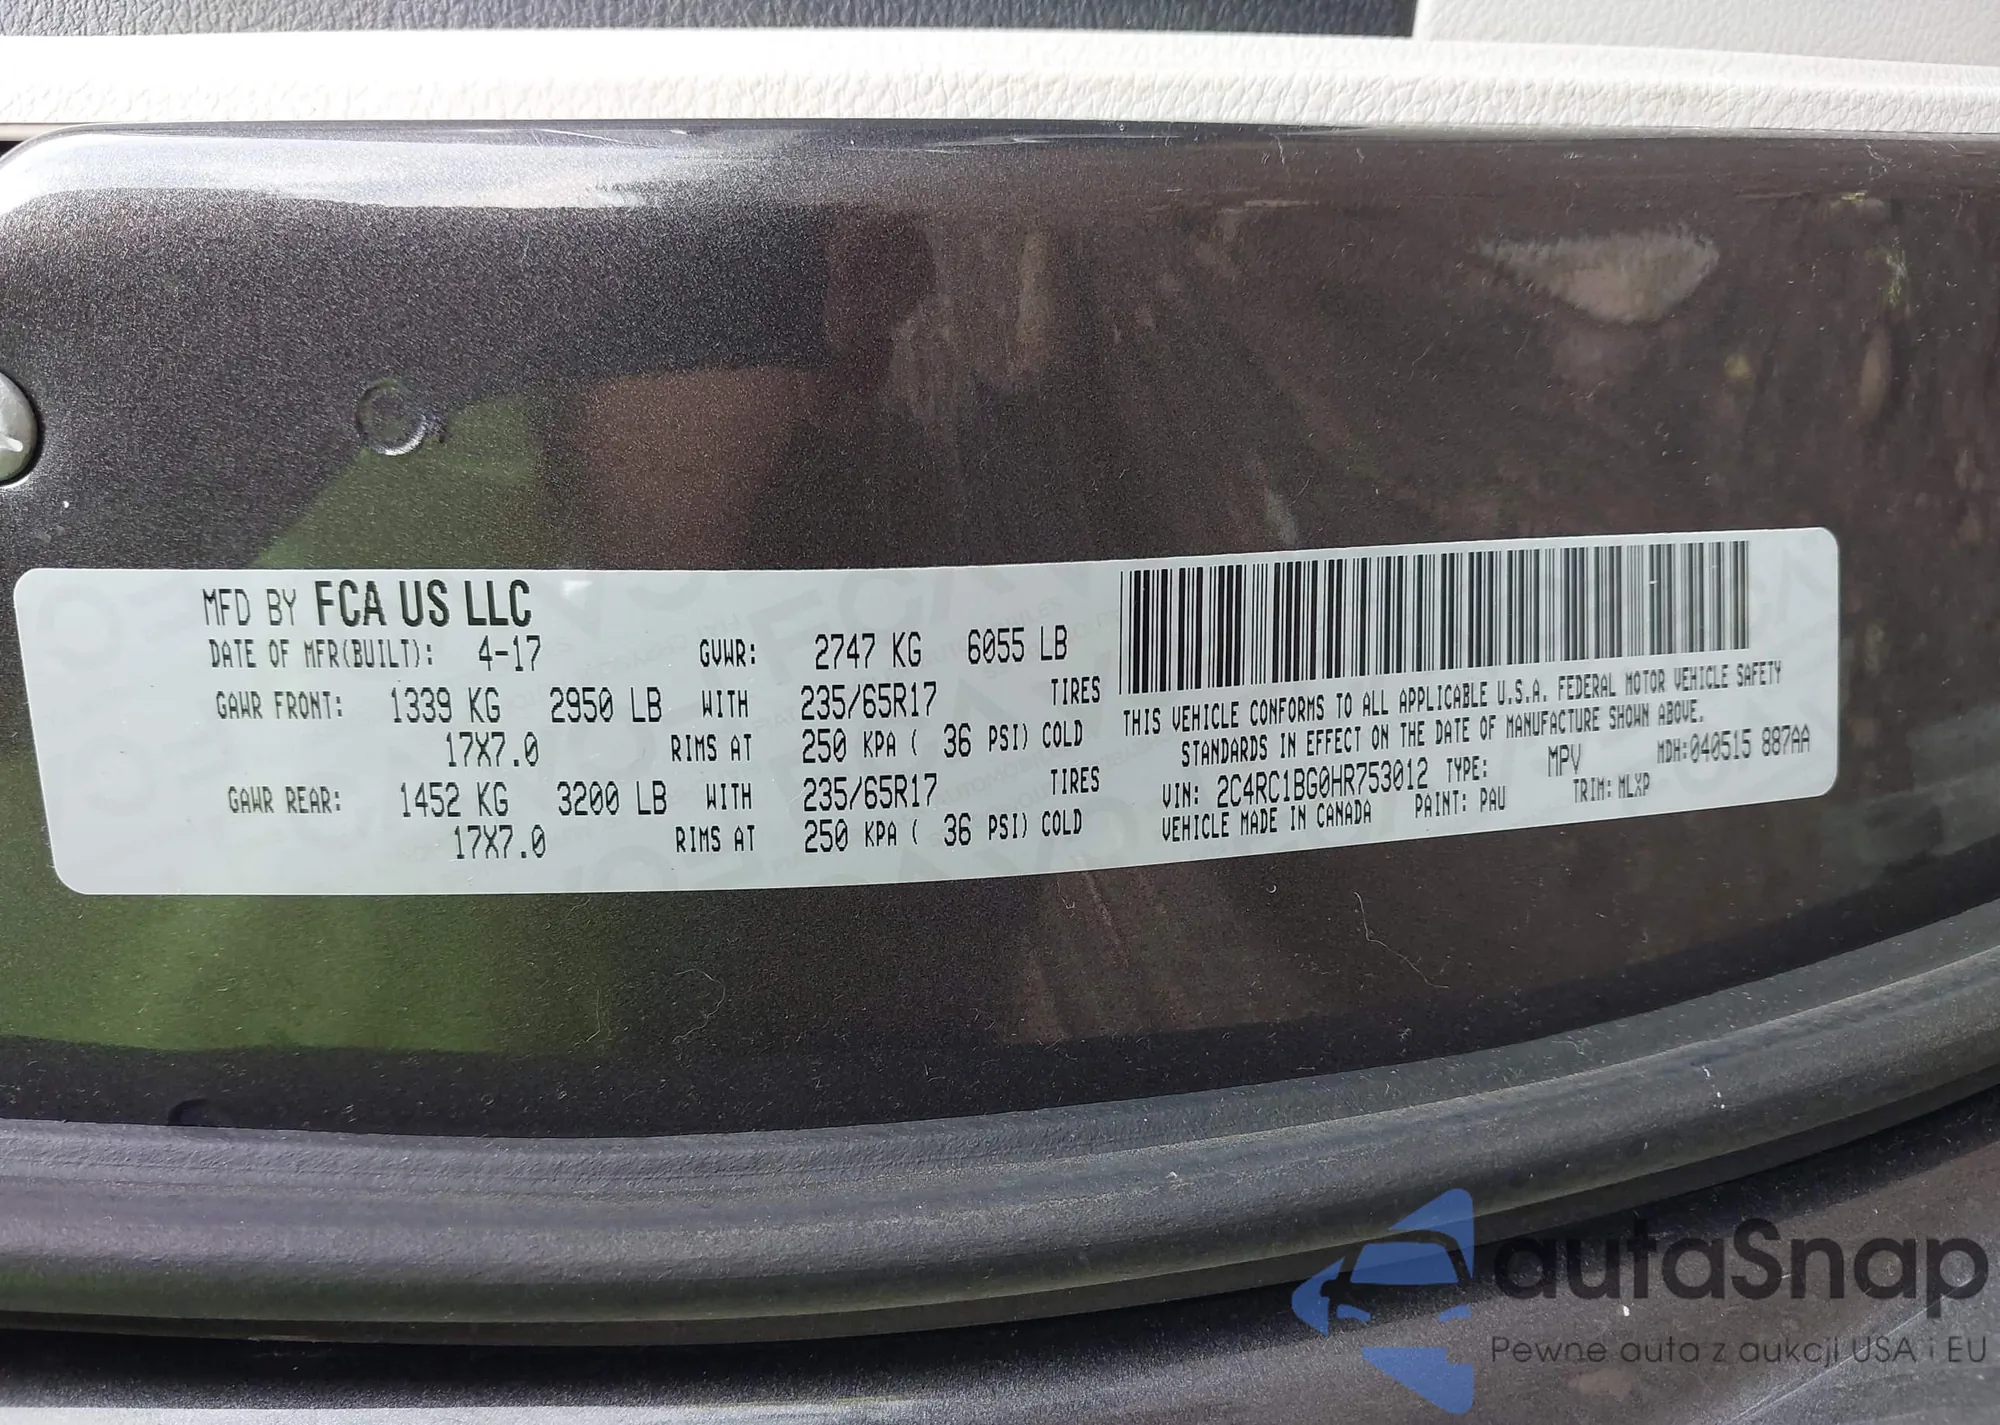 MFD BY FCA US LLC
DATE OF MFR(BUILT): 4-17 GVWR: 2747 KG 6055 LB
GAWR FRONT: 1339 KG 2950 LB WITH 235/65R17 TIRES
17X7.0 RIMS AT 250 KPA ( 36 PSI) COLD
GAWR REAR: 1452 KG 3200 LB WITH 235/65R17 TIRES
17X7.0 RIMS AT 250 KPA ( 36 PSI) COLD
THIS VEHICLE CONFORMS TO ALL APPLICABLE U.S.A. FEDERAL MOTOR VEHICLE SAFETY
STANDARDS IN EFFECT ON THE DATE OF MANUFACTURE SHOWN ABOVE.
VIN: 2C4RC1BG0HR753012 TYPE: MPV MDH:040515 887AA
VEHICLE MADE IN CANADA PAINT: PAU TRIM: MLXP
autaSnap
Pewne auta z aukcji USA i EU